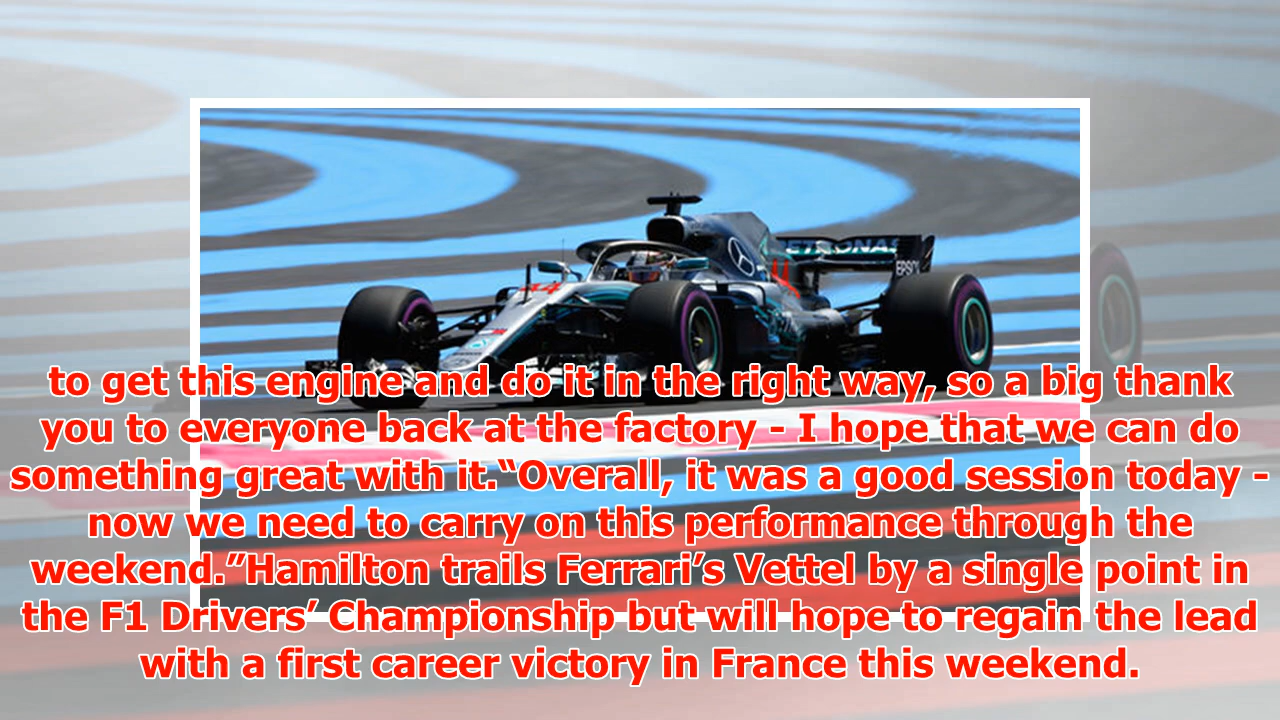 PETRONAS
EPSON
44
to get this engine and do it in the right way, so a big thank
you to everyone back at the factory - I hope that we can do
something great with it.“Overall, it was a good session today -
now we need to carry on this performance through the
weekend.”Hamilton trails Ferrari’s Vettel by a single point in
the F1 Drivers’ Championship but will hope to regain the lead
with a first career victory in France this weekend.